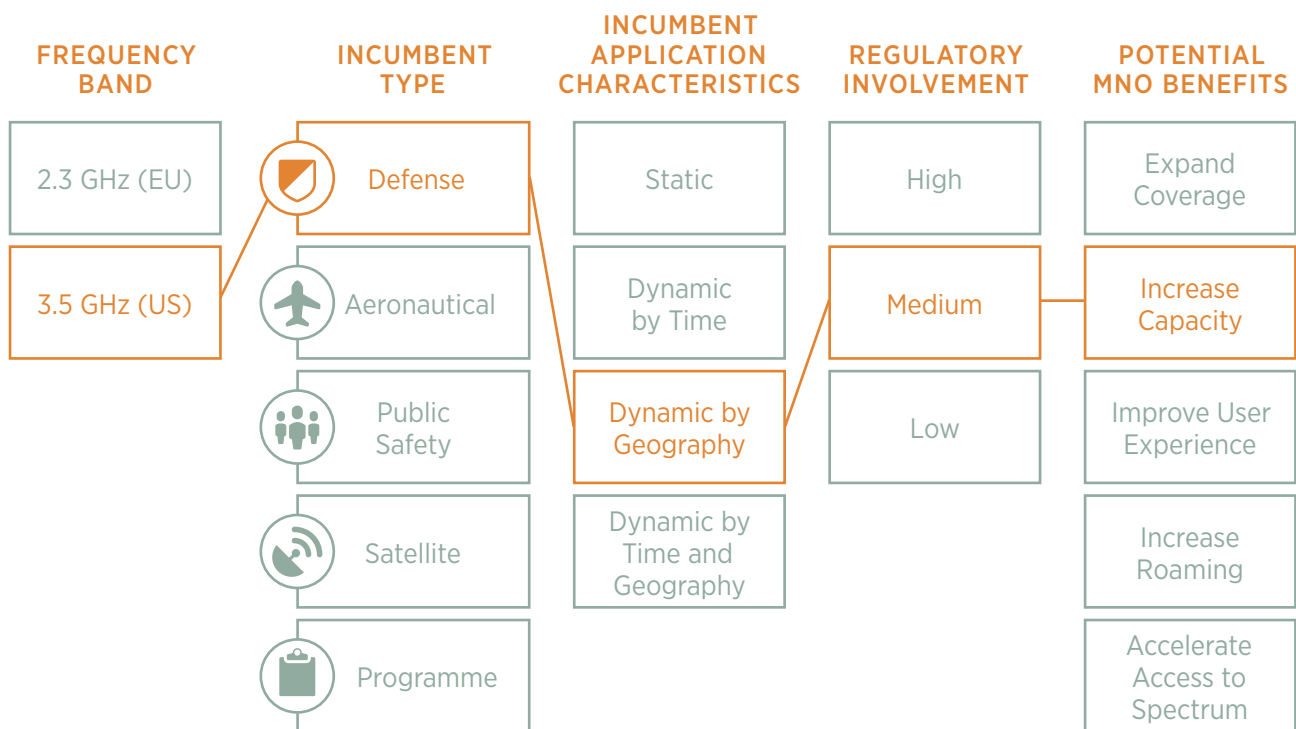 FREQUENCY
BAND
INCUMBENT
TYPE
INCUMBENT
APPLICATION
CHARACTERISTICS
REGULATORY
INVOLVEMENT
POTENTIAL
MNO BENEFITS
2.3 GHz (EU)
3.5 GHz (US)
Defense
Aeronautical
Public
Safety
Satellite
Programme
Static
Dynamic
by Time
Dynamic by
Geography
Dynamic by
Time and
Geography
High
Medium
Low
Expand
Coverage
Increase
Capacity
Improve User
Experience
Increase
Roaming
Accelerate
Access to
Spectrum